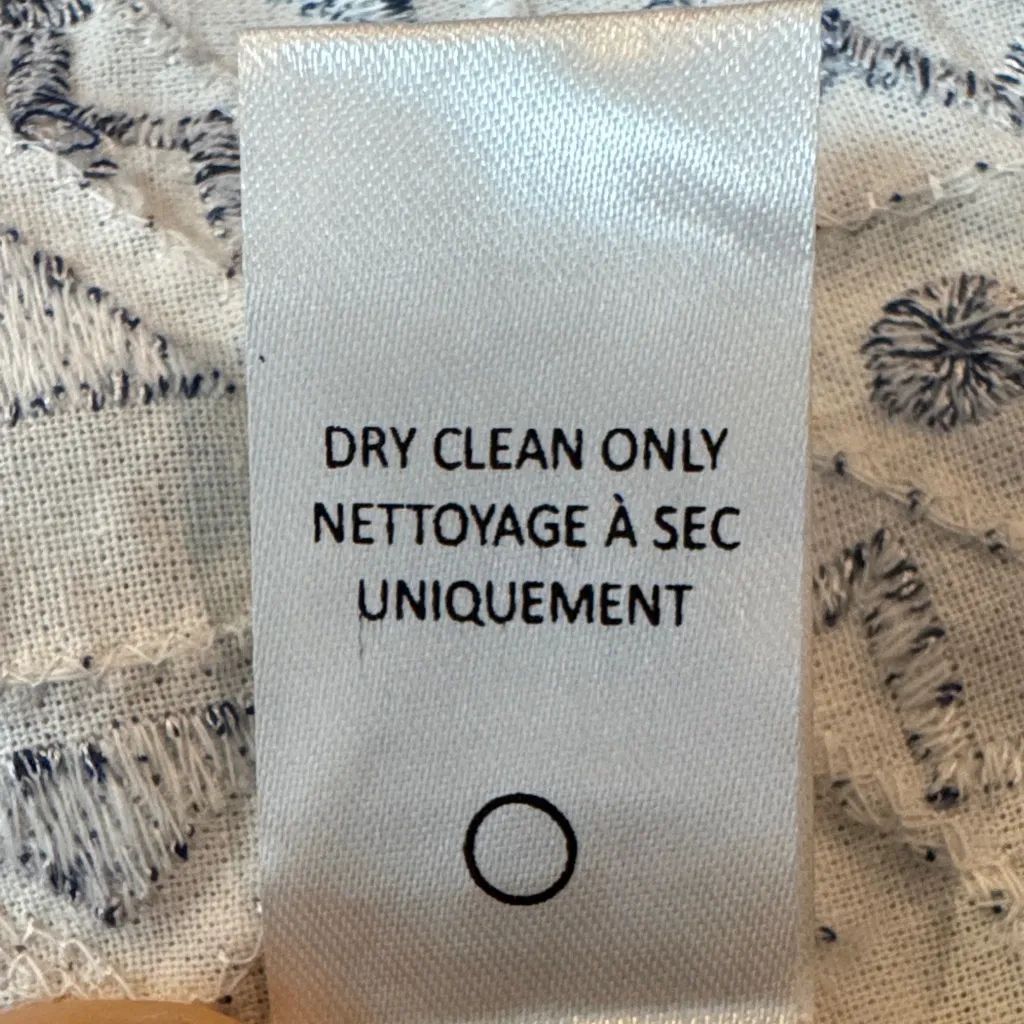 DRY CLEAN ONLY
NETTOYAGE À SEC
UNIQUEMENT